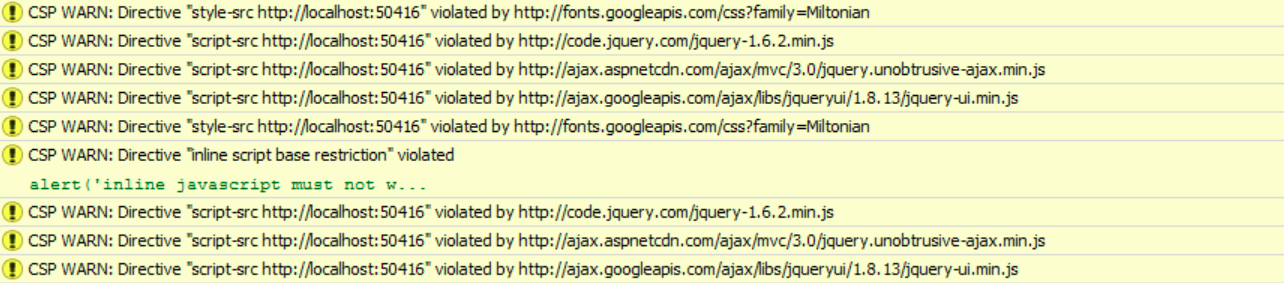 CSP WARN: Directive "style-src http://localhost:50416" violated by http://fonts.googleapis.com/css?family=Miltonian
CSP WARN: Directive "script-src http://localhost:50416" violated by http://code.jquery.com/jquery-1.6.2.min.js
CSP WARN: Directive "script-src http://localhost:50416" violated by http://ajax.aspnetcdn.com/ajax/mvc/3.0/jquery.unobtrusive-ajax.min.js
CSP WARN: Directive "script-src http://localhost:50416" violated by http://ajax.googleapis.com/ajax/libs/jqueryui/1.8.13/jquery-ui.min.js
CSP WARN: Directive "style-src http://localhost:50416" violated by http://fonts.googleapis.com/css?family=Miltonian
CSP WARN: Directive "inline script base restriction" violated
alert('inline javascript must not w...
CSP WARN: Directive "script-src http://localhost:50416" violated by http://code.jquery.com/jquery-1.6.2.min.js
CSP WARN: Directive "script-src http://localhost:50416" violated by http://ajax.aspnetcdn.com/ajax/mvc/3.0/jquery.unobtrusive-ajax.min.js
CSP WARN: Directive "script-src http://localhost:50416" violated by http://ajax.googleapis.com/ajax/libs/jqueryui/1.8.13/jquery-ui.min.js